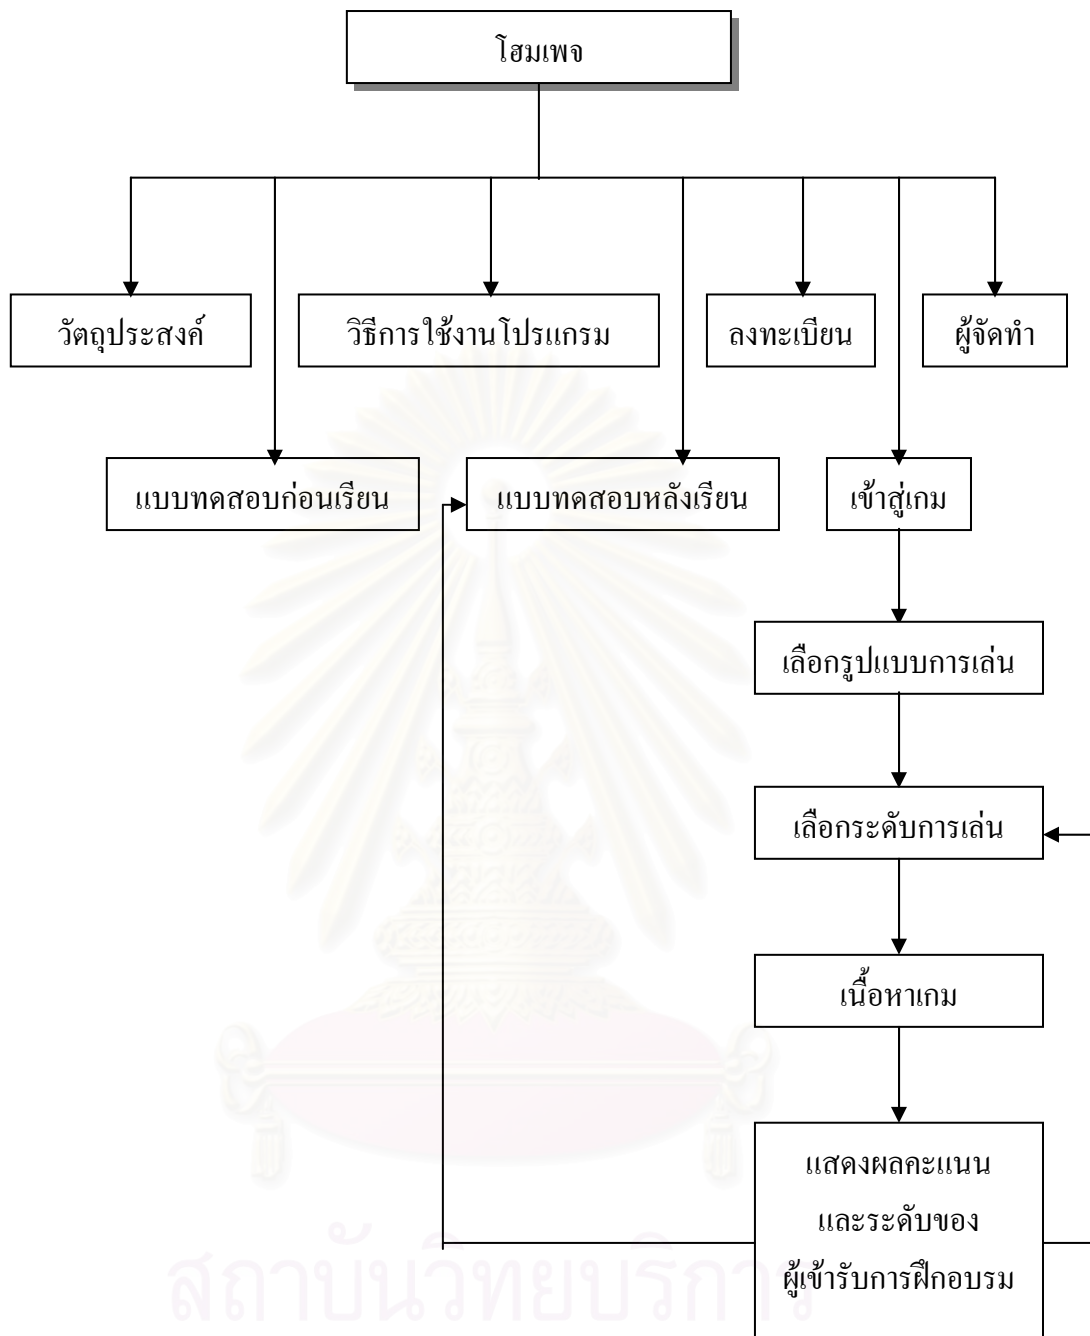 โฮมเพจ
วัตถุประสงค์
วิธีการใช้งานโปรแกรม
ลงทะเบียน
ผู้จัดทำ
แบบทดสอบก่อนเรียน
แบบทดสอบหลังเรียน
เข้าสู่เกม
เลือกรูปแบบการเล่น
เลือกระดับการเล่น
เนื้อหาเกม
แสดงผลคะแนน
และระดับของ
ผู้เข้ารับการฝึกอบรม
สถาบันวิทยบริการ